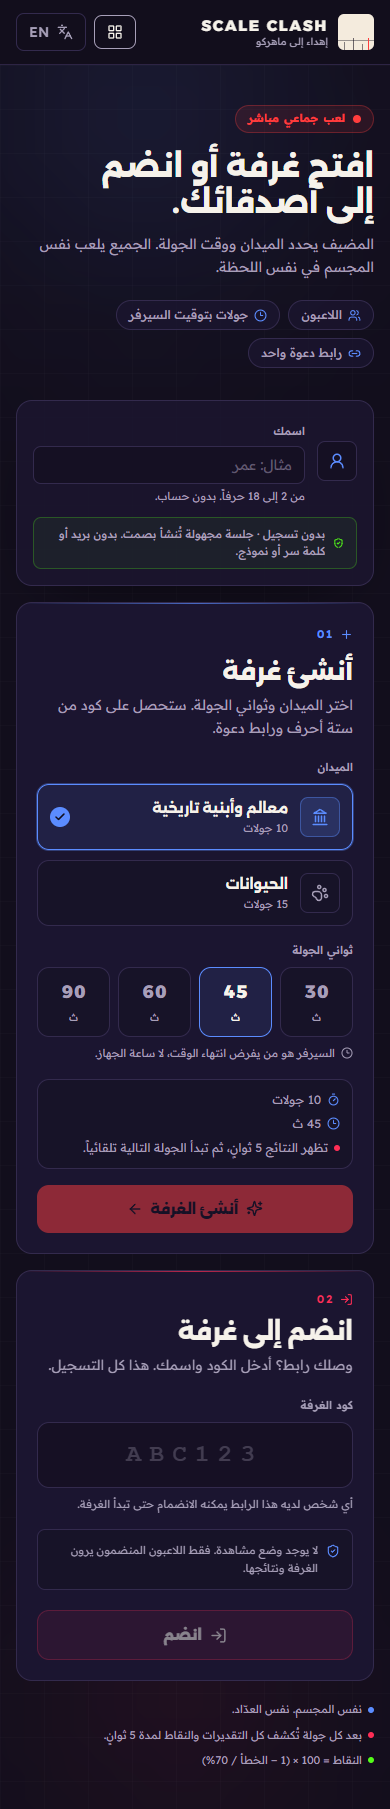 SCALE CLASH
إهداء إلى ماهركو
EN
لعب جماعي مباشر
افتح غرفة أو انضم
إلى أصدقائك.
المضيف يحدد الميدان ووقت الجولة. الجميع يلعب نفس
المجسم في نفس اللحظة.
اللاعبون
جولات بتوقيت السيرفر
رابط دعوة واحد
اسمك
مثال: عمر
من 2 إلى 18 حرفاً. بدون حساب.
بدون تسجيل · جلسة مجهولة تُنشأ بصمت. بدون بريد أو
كلمة سر أو نموذج.
01
أنشئ غرفة
اختر الميدان وثواني الجولة. ستحصل على كود من
ستة أحرف ورابط دعوة.
الميدان
معالم وأبنية تاريخية
10 جولات
الحيوانات
15 جولات
ثواني الجولة
30 ث
45 ث
60 ث
90 ث
السيرفر هو من يفرض انتهاء الوقت، لا ساعة الجهاز.
10 جولات
45 ث
تظهر النتائج 5 ثوانٍ، ثم تبدأ الجولة التالية تلقائياً.
أنشئ الغرفة
02
انضم إلى غرفة
وصلك رابط؟ أدخل الكود واسمك. هذا كل التسجيل.
كود الغرفة
ABC123
أي شخص لديه هذا الرابط يمكنه الانضمام حتى تبدأ الغرفة.
لا يوجد وضع مشاهدة. فقط اللاعبون المنضمون يرون
الغرفة ونتائجها.
انضم
نفس المجسم. نفس العدّاد.
بعد كل جولة تُكشف كل التقديرات والنقاط لمدة 5 ثوانٍ.
النقاط = 100 × (1 − الخطأ / 70%)